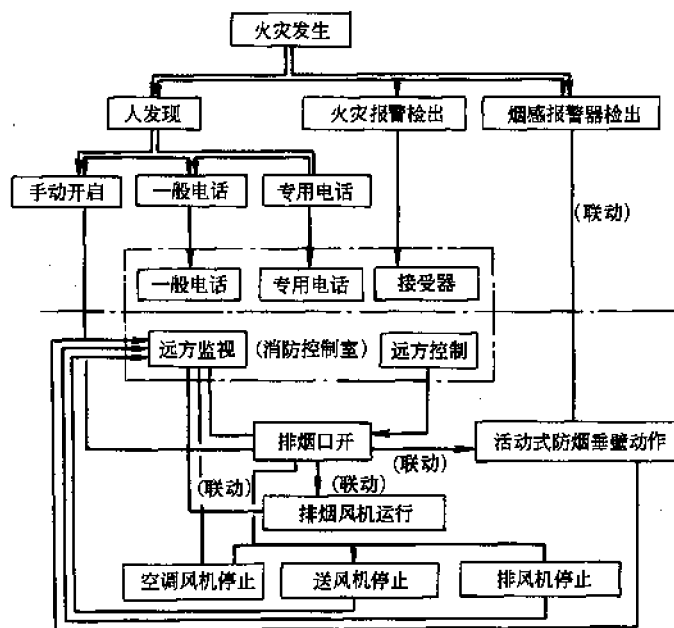 火灾发生
人发现
火灾报警检出
烟感报警器检出
手动开启
一般电话
专用电话
(联动)
一般电话
专用电话
接受器
远方监视
(消防控制室)
远方控制
排烟口开
活动式防烟垂壁动作
(联动)
(联动)
(联动)
排烟风机运行
空调风机停止
送风机停止
排风机停止